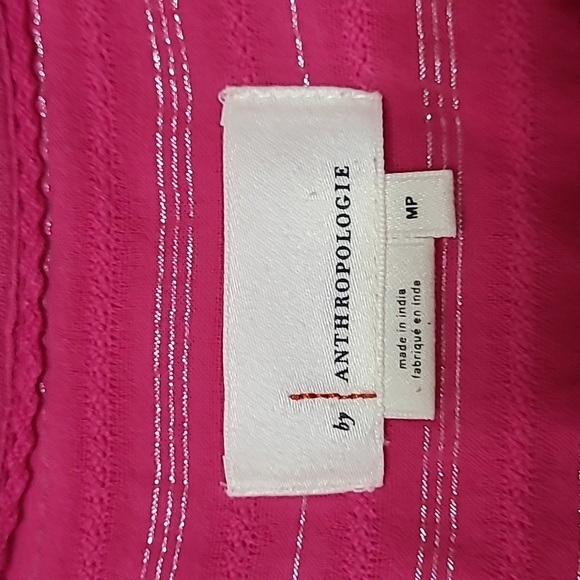 by ANTHROPOLOGIE
MP
made in india
fabriqué en inde